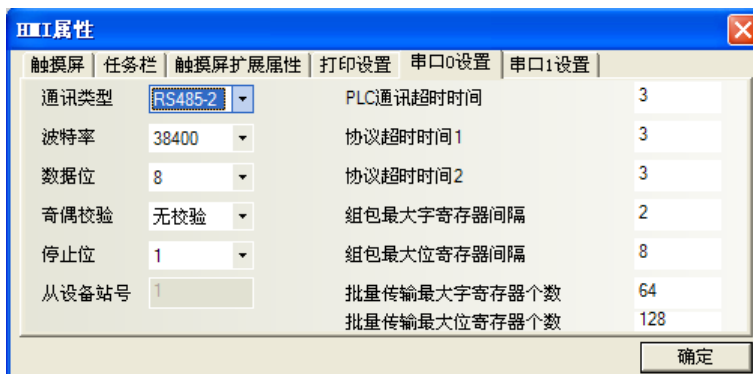 HMI属性
触摸屏 任务栏 触摸屏扩展属性 打印设置 串口0设置 串口1设置
通讯类型 RS485-2 PLC通讯超时时间 3
波特率 38400 协议超时时间1 3
数据位 8 协议超时时间2 3
奇偶校验 无校验 组包最大字寄存器间隔 2
停止位 1 组包最大位寄存器间隔 8
从设备站号 1 批量传输最大字寄存器个数 64
批量传输最大位寄存器个数 128
确定